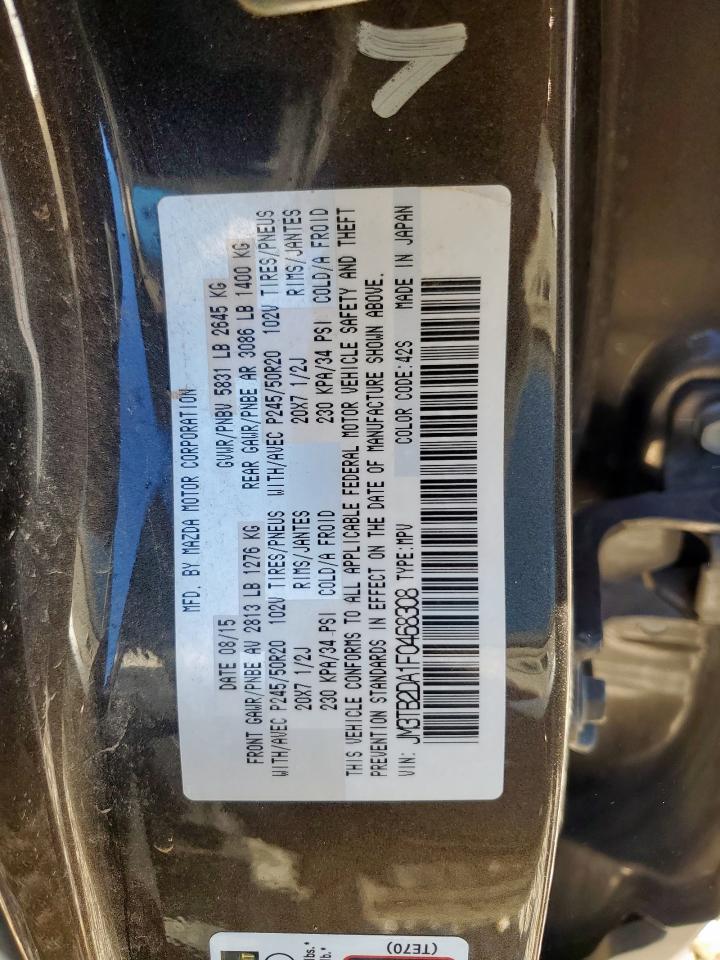 MFD. BY MAZDA MOTOR CORPORATION
DATE 08/15 GVWR/PNBV 5831 LB 2645 KG
FRONT GAWR/PNBE AV 2813 LB 1276 KG REAR GAWR/PNBE AR 3086 LB 1400 KG
WITH/AVEC P245/50R20 102V TIRES/PNEUS WITH/AVEC P245/50R20 102V TIRES/PNEUS
20X7 1/2J RIMS/JANTES 20X7 1/2J RIMS/JANTES
230 KPA/34 PSI COLD/A FROID 230 KPA/34 PSI COLD/A FROID
THIS VEHICLE CONFORMS TO ALL APPLICABLE FEDERAL MOTOR VEHICLE SAFETY AND THEFT
PREVENTION STANDARDS IN EFFECT ON THE DATE OF MANUFACTURE SHOWN ABOVE.
VIN: JM3TB2DA1F0468308 TYPE:MPV COLOR CODE:42S MADE IN JAPAN
(TE70)